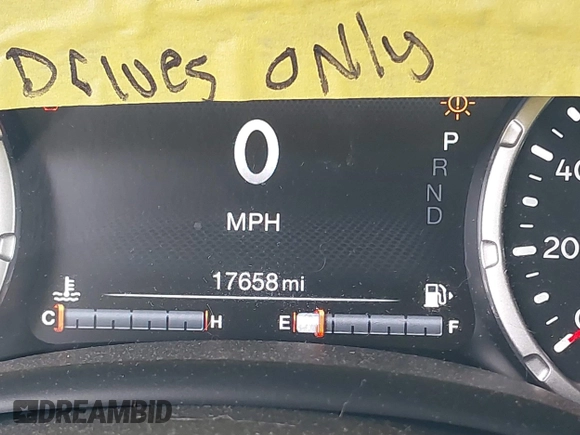 Drives only
0
P
R
N
D
MPH
40
20
17658 mi
C H E F
DREAMBID